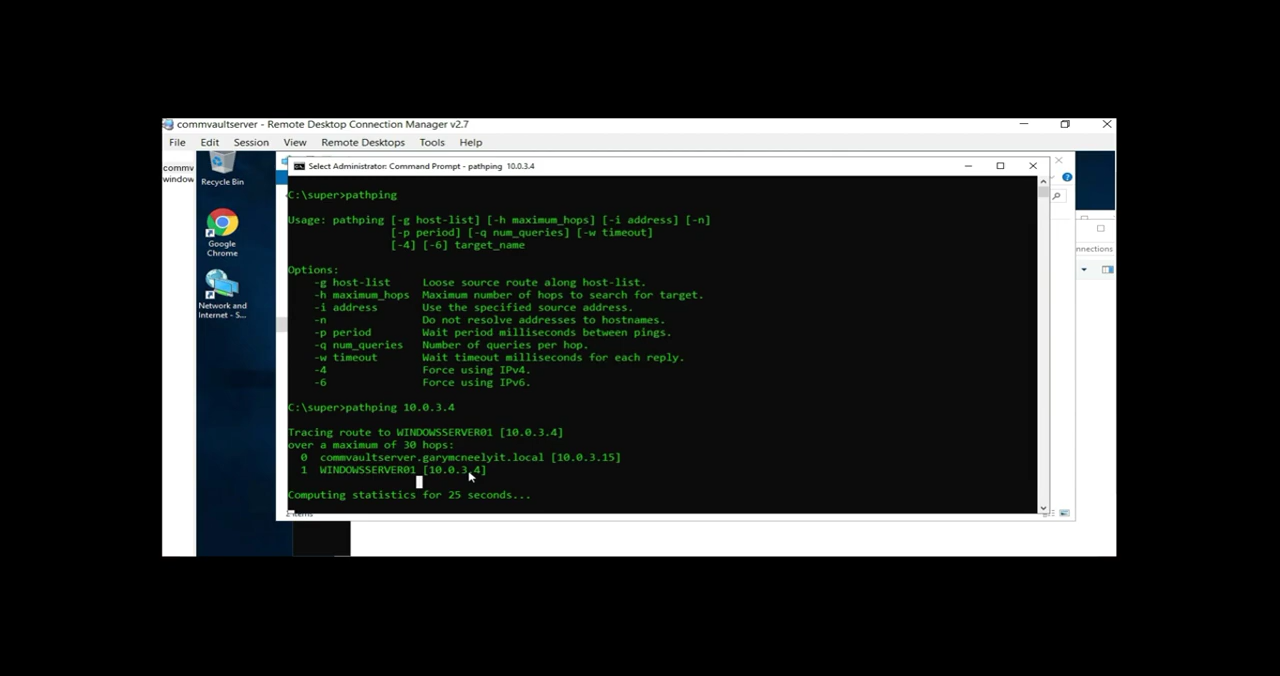 commvaultserver - Remote Desktop Connection Manager v2.7
File Edit Session View Remote Desktops Tools Help
commv
window
Recycle Bin
Google
Chrome
Network and
Internet - S...
Select Administrator: Command Prompt - pathping 10.0.3.4
C:\super>pathping
Usage: pathping [-g host-list] [-h maximum_hops] [-i address] [-n]
[-p period] [-q num_queries] [-w timeout]
[-4] [-6] target_name
Options:
-g host-list Loose source route along host-list.
-h maximum_hops Maximum number of hops to search for target.
-i address Use the specified source address.
-n Do not resolve addresses to hostnames.
-p period Wait period milliseconds between pings.
-q num_queries Number of queries per hop.
-w timeout Wait timeout milliseconds for each reply.
-4 Force using IPv4.
-6 Force using IPv6.
C:\super>pathping 10.0.3.4
Tracing route to WINDOWSSERVER01 [10.0.3.4]
over a maximum of 30 hops:
0 commvaultserver.garymcneelyit.local [10.0.3.15]
1 WINDOWSSERVER01 [10.0.3.4]
Computing statistics for 25 seconds...
nnections